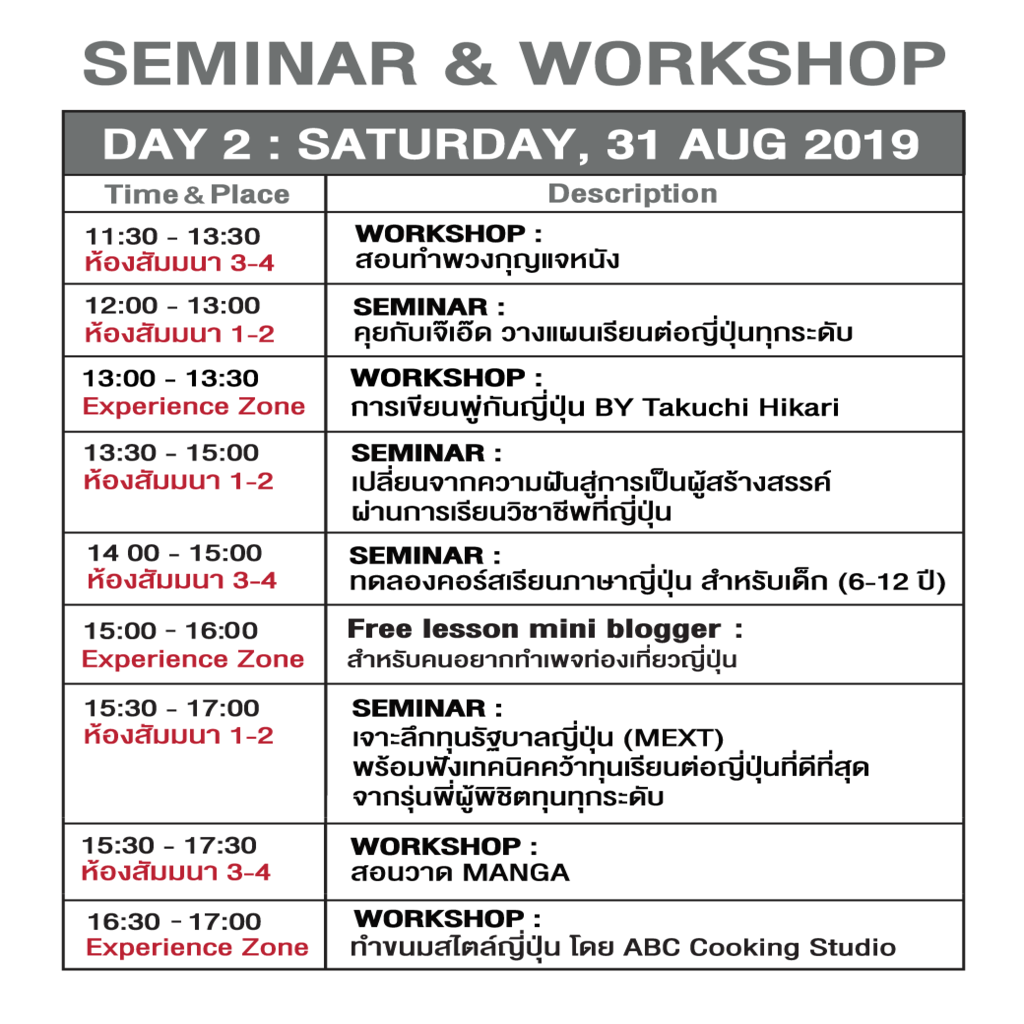 SEMINAR & WORKSHOP
DAY 2 : SATURDAY, 31 AUG 2019
Time & Place
Description
11:30 - 13:30
ห้องสัมมนา 3-4
WORKSHOP :
สอนทำพวงกุญแจหนัง
12:00 - 13:00
ห้องสัมมนา 1-2
SEMINAR :
คุยกับเจ๊เอ๊ด วางแผนเรียนต่อญี่ปุ่นทุกระดับ
13:00 - 13:30
Experience Zone
WORKSHOP :
การเขียนพู่กันญี่ปุ่น BY Takuchi Hikari
13:30 - 15:00
ห้องสัมมนา 1-2
SEMINAR :
เปลี่ยนจากความฝันสู่การเป็นผู้สร้างสรรค์
ผ่านการเรียนวิชาชีพที่ญี่ปุ่น
14 00 - 15:00
ห้องสัมมนา 3-4
SEMINAR :
ทดลองคอร์สเรียนภาษาญี่ปุ่น สำหรับเด็ก (6-12 ปี)
15:00 - 16:00
Experience Zone
Free lesson mini blogger :
สำหรับคนอยากทำเพจท่องเที่ยวญี่ปุ่น
15:30 - 17:00
ห้องสัมมนา 1-2
SEMINAR :
เจาะลึกทุนรัฐบาลญี่ปุ่น (MEXT)
พร้อมฟังเทคนิคคว้าทุนเรียนต่อญี่ปุ่นที่ดีที่สุด
จากรุ่นพี่ผู้พิชิตทุนทุกระดับ
15:30 - 17:30
ห้องสัมมนา 3-4
WORKSHOP :
สอนวาด MANGA
16:30 - 17:00
Experience Zone
WORKSHOP :
ทำขนมสไตล์ญี่ปุ่น โดย ABC Cooking Studio